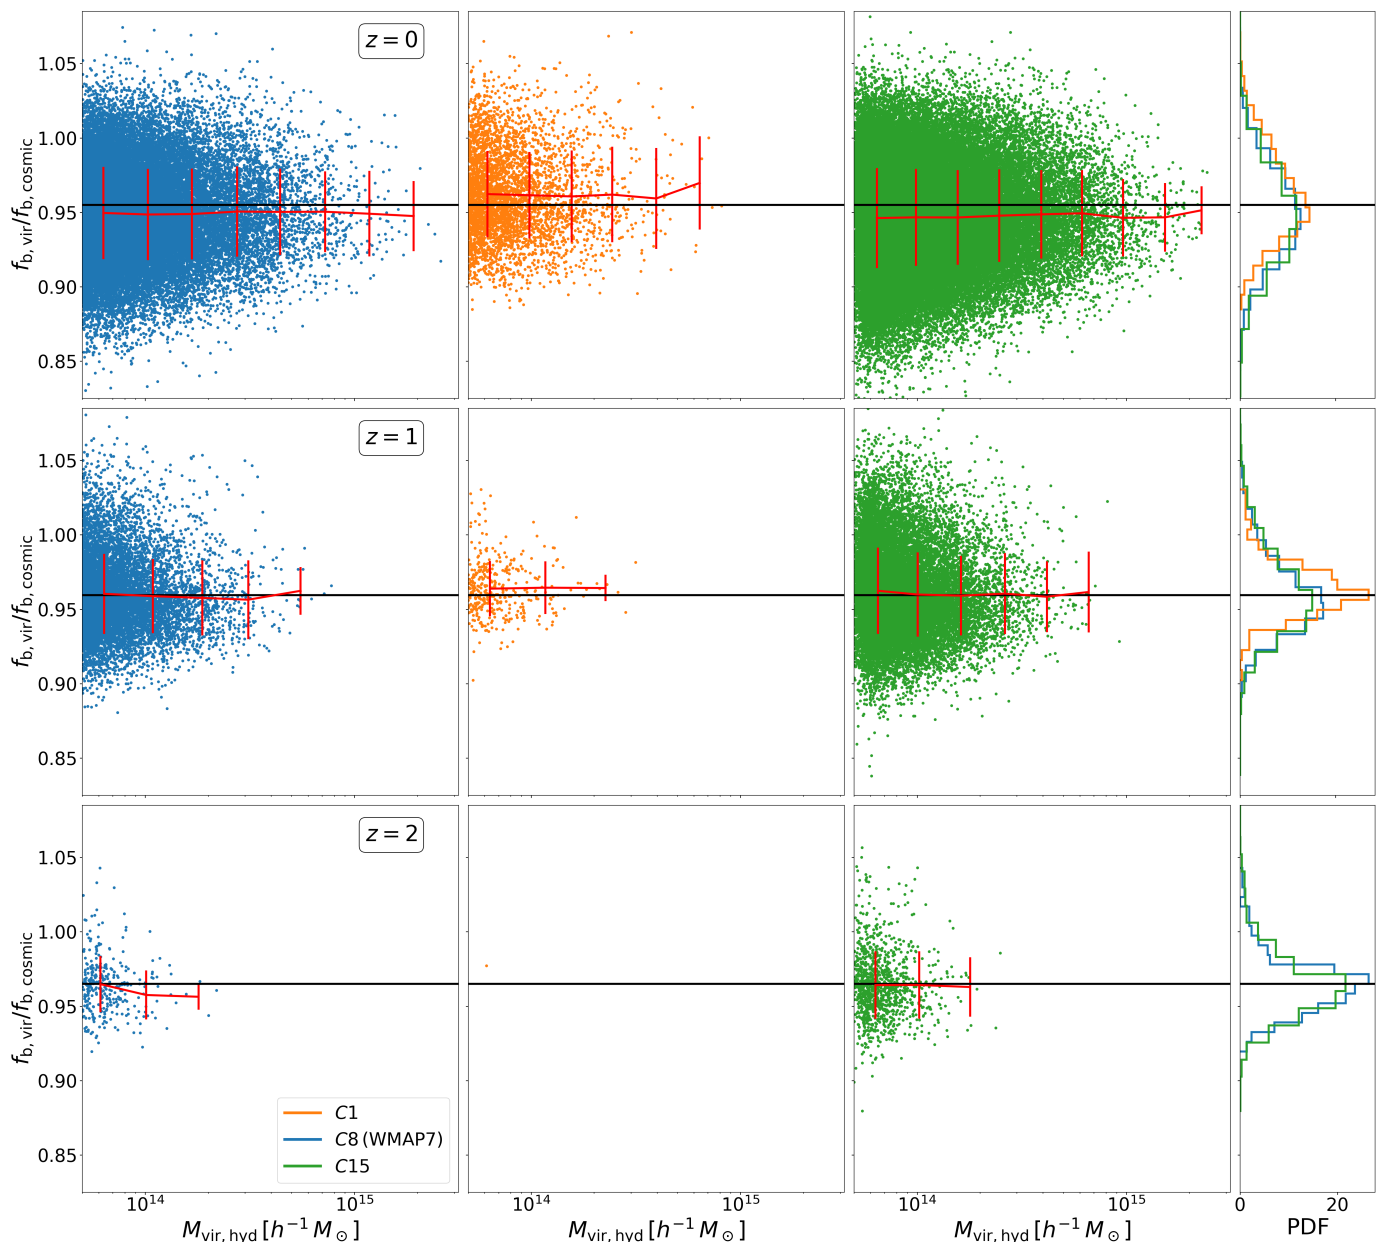 z = 0
1.05
1.00
0.95
0.90
0.85
f_b, vir/f_b, cosmic
z = 1
1.05
1.00
0.95
0.90
0.85
f_b, vir/f_b, cosmic
z = 2
1.05
1.00
0.95
0.90
0.85
f_b, vir/f_b, cosmic
C1
C8 (WMAP7)
C15
10^14 10^15 10^14 10^15 10^14 10^15 0 20
M_vir, hyd [h^−1 M_⊙] M_vir, hyd [h^−1 M_⊙] M_vir, hyd [h^−1 M_⊙] PDF